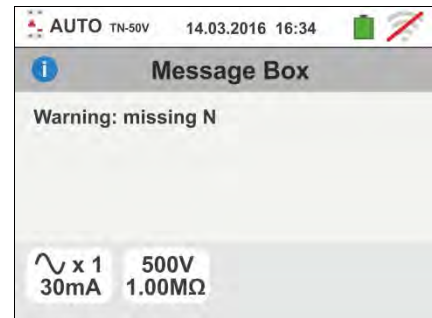 AUTO TN-50V 14.03.2016 16:34
i Message Box
Warning: missing N
x 1 500V
30mA 1.00MΩ